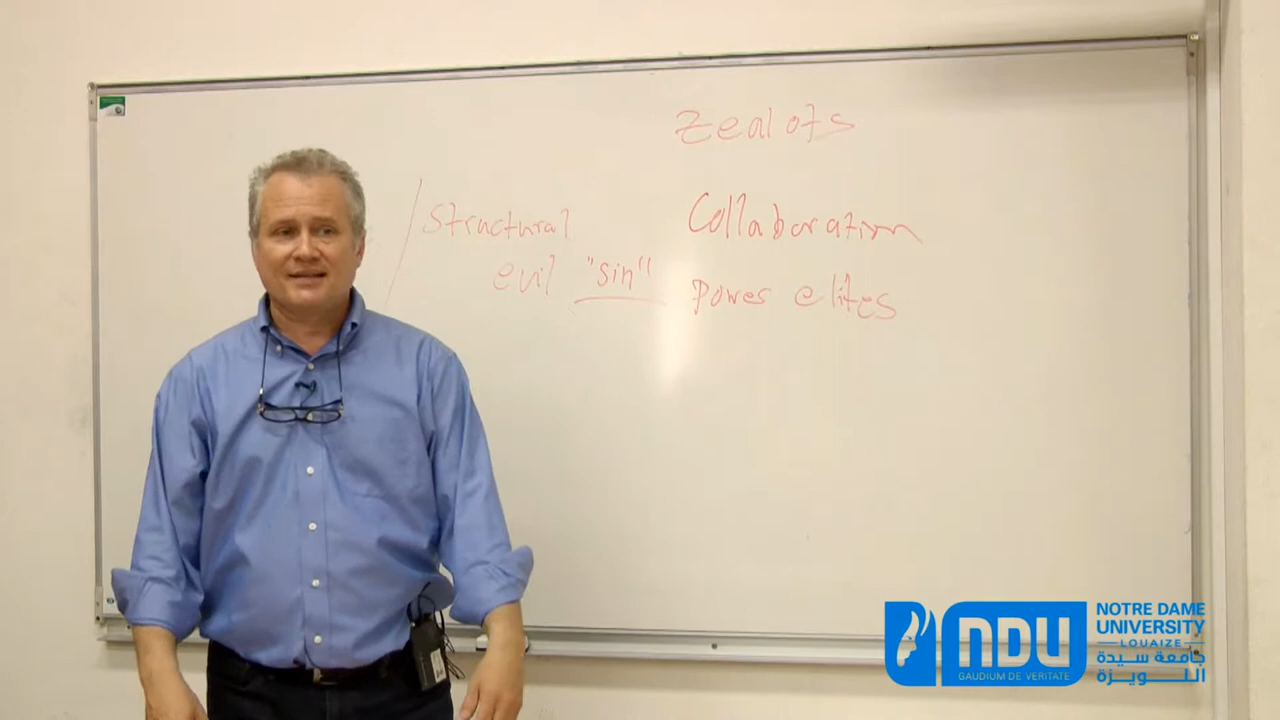 Zealots
Structural
evil "sin"
Collaboration
Power elites
NDU
GAUDIUM DE VERITATE
NOTRE DAME
UNIVERSITY
LOUAIZE
جامعة سيدة
اللويزة